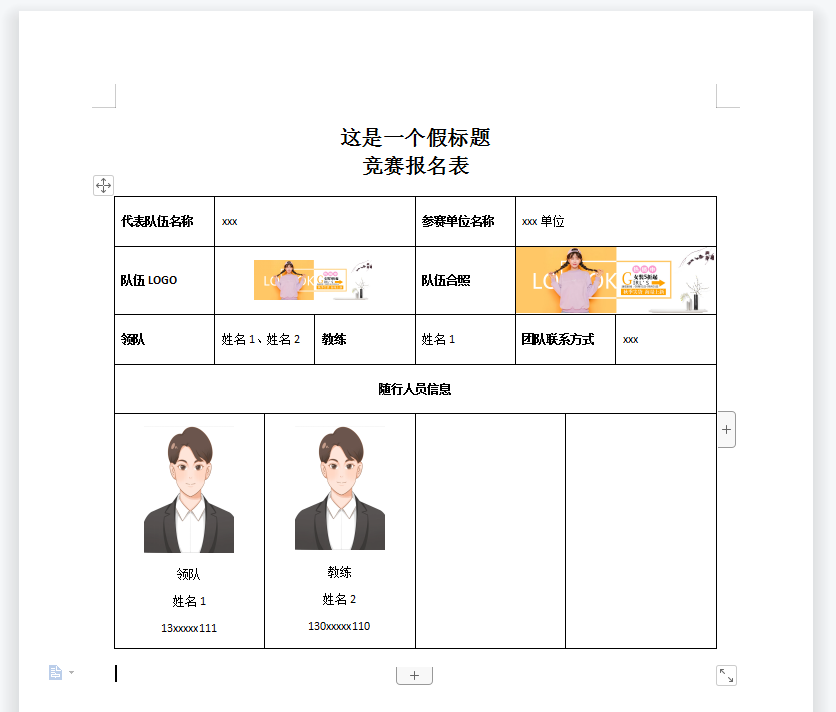 这是一个假标题
竞赛报名表
代表队伍名称 xxx 参赛单位名称 xxx 单位
队伍 LOGO 队伍合照
领队 姓名 1、姓名 2 教练 姓名 1 团队联系方式 xxx
随行人员信息
领队
姓名 1
13xxxxx111
教练
姓名 2
130xxxxx110